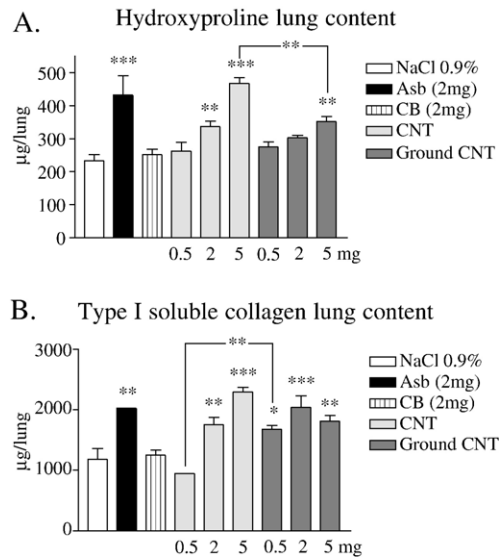 A. Hydroxyproline lung content
**
***
***
**
**
500
400
300
200
100
0
µg/lung
0.5 2 5 0.5 2 5 mg
NaCl 0.9%
Asb (2mg)
CB (2mg)
CNT
Ground CNT
B. Type I soluble collagen lung content
**
***
***
**
**
*
**
3000
2000
1000
0
µg/lung
0.5 2 5 0.5 2 5 mg
NaCl 0.9%
Asb (2mg)
CB (2mg)
CNT
Ground CNT